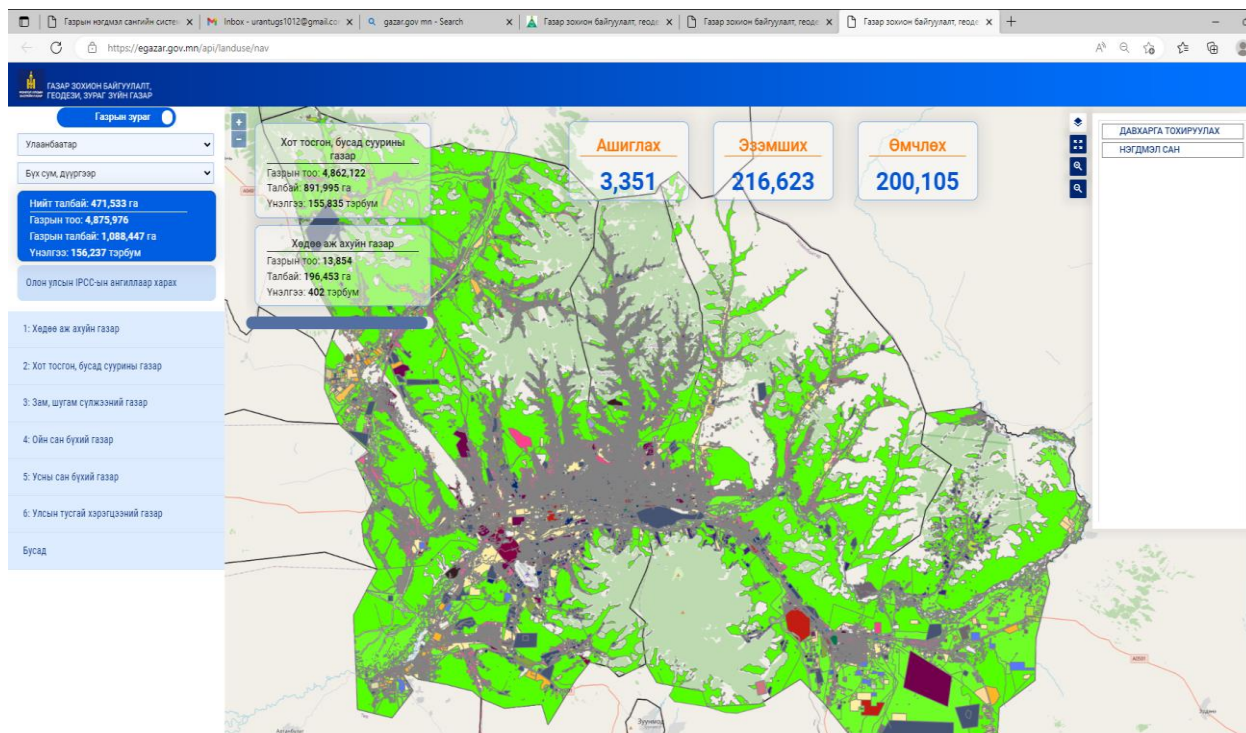 Газрын нэгдмэл сангийн систем
Inbox - urantugs1012@gmail.co
gazar.gov mn - Search
Газар зохион байгуулалт, геоде
Газар зохион байгуулалт, геоде
Газар зохион байгуулалт, геоде
https://egazar.gov.mn/api/landuse/nav
ГАЗАР ЗОХИОН БАЙГУУЛАЛТ,
ГЕОДЕЗИ, ЗУРАГ ЗҮЙН ГАЗАР
Газрын зураг
Улаанбаатар
Бүх сум, дүүргээр
Нийт талбай: 471,533 га
Газрын тоо: 4,875,976
Газрын талбай: 1,088,447 га
Үнэлгээ: 156,237 тэрбум
Олон улсын IPCC-ын ангиллаар харах
1: Хөдөө аж ахуйн газар
2: Хот тосгон, бусад суурины газар
3: Зам, шугам сүлжээний газар
4: Ойн сан бүхий газар
5: Усны сан бүхий газар
6: Улсын тусгай хэрэгцээний газар
Бусад
+
−
Хот тосгон, бусад суурины
газар
Газрын тоо: 4,862,122
Талбай: 891,995 га
Үнэлгээ: 155,835 тэрбум
Хөдөө аж ахуйн газар
Газрын тоо: 13,854
Талбай: 196,453 га
Үнэлгээ: 402 тэрбум
Ашиглах
3,351
Эзэмших
216,623
Өмчлөх
200,105
ДАВХАРГА ТОХИРУУЛАХ
НЭГДМЭЛ САН
Зуунмод